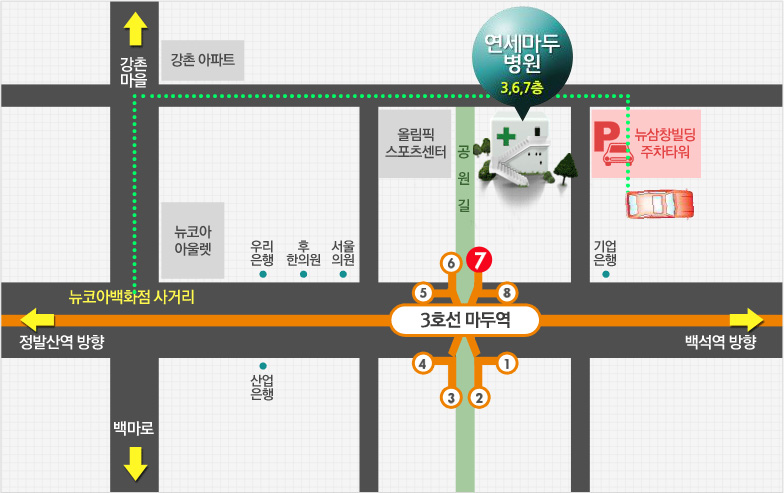 강촌
마을
강촌 아파트
연세마두
병원
3,6,7층
올림픽
스포츠센터
공원길
P
뉴삼창빌딩
주차타워
뉴코아
아울렛
우리
은행
후
한의원
서울
의원
기업
은행
6
7
5
8
뉴코아백화점 사거리
3호선 마두역
정발산역 방향
백석역 방향
4
1
3
2
산업
은행
백마로